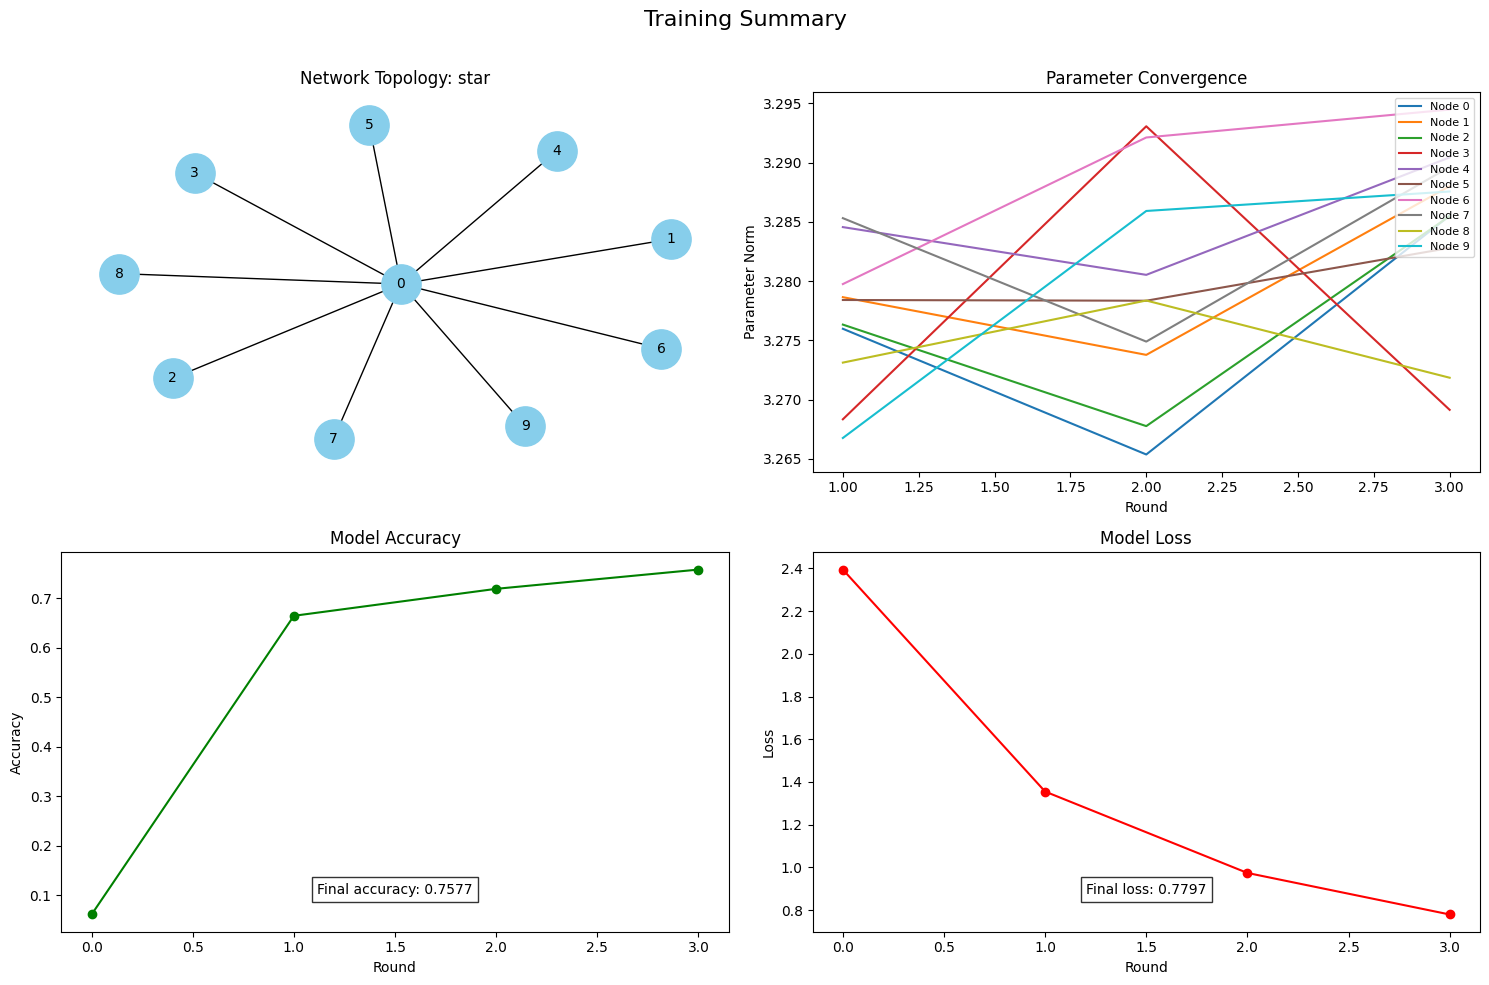 Training Summary
Network Topology: star
5
4
3
1
8
0
6
2
9
7
Parameter Convergence
Parameter Norm
3.295
3.290
3.285
3.280
3.275
3.270
3.265
Node 0
Node 1
Node 2
Node 3
Node 4
Node 5
Node 6
Node 7
Node 8
Node 9
1.00 1.25 1.50 1.75 2.00 2.25 2.50 2.75 3.00
Round
Model Accuracy
Accuracy
0.7
0.6
0.5
0.4
0.3
0.2
0.1
Final accuracy: 0.7577
0.0 0.5 1.0 1.5 2.0 2.5 3.0
Round
Model Loss
Loss
2.4
2.2
2.0
1.8
1.6
1.4
1.2
1.0
0.8
Final loss: 0.7797
0.0 0.5 1.0 1.5 2.0 2.5 3.0
Round